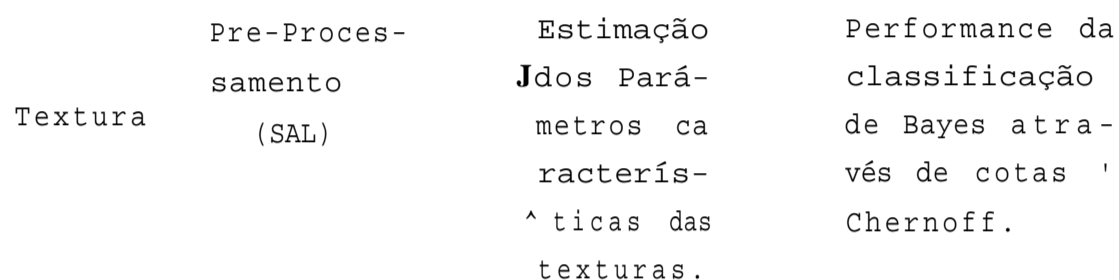 Textura
Pre-Proces-
samento
(SAL)
Estimação
Jdos Pará-
metros ca
racterís-
^ ticas das
texturas.
Performance da
classificação
de Bayes atra-
vés de cotas '
Chernoff.